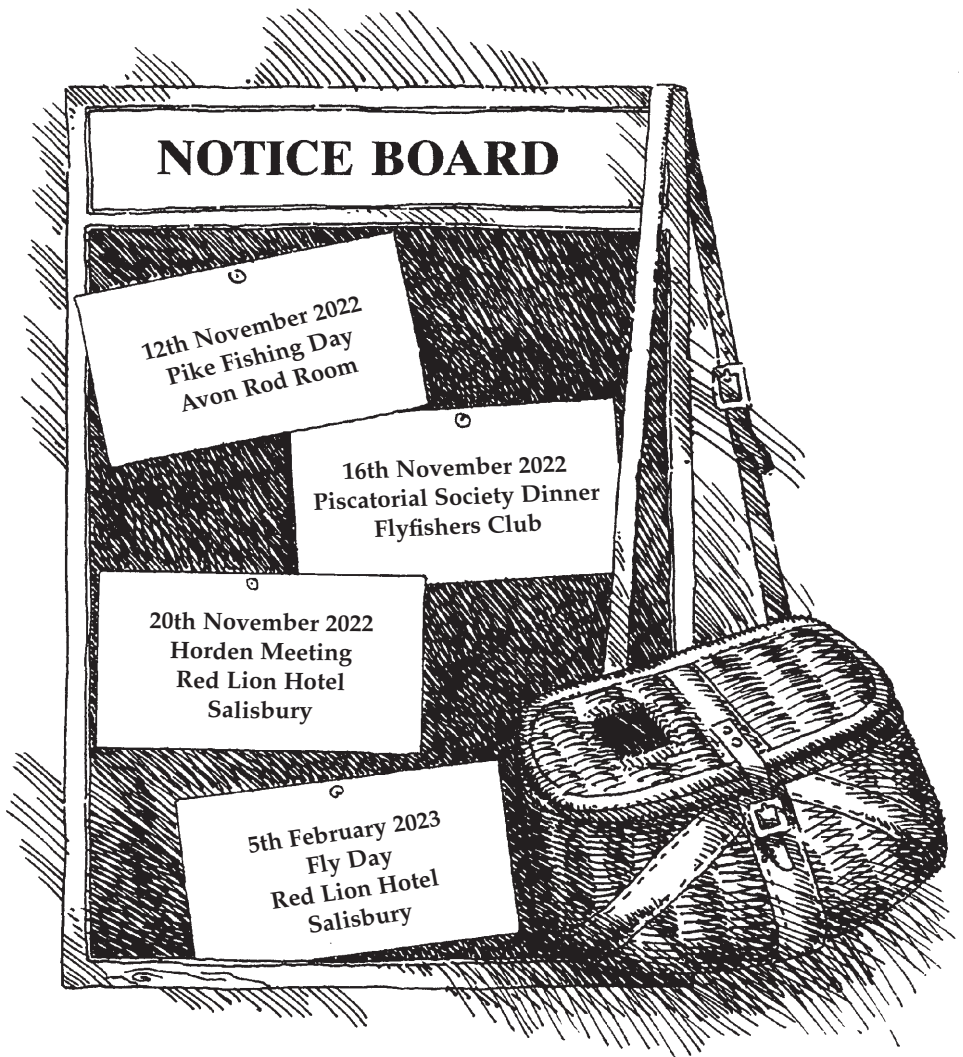 NOTICE BOARD
12th November 2022
Pike Fishing Day
Avon Rod Room
16th November 2022
Piscatorial Society Dinner
Flyfishers Club
20th November 2022
Horden Meeting
Red Lion Hotel
Salisbury
5th February 2023
Fly Day
Red Lion Hotel
Salisbury